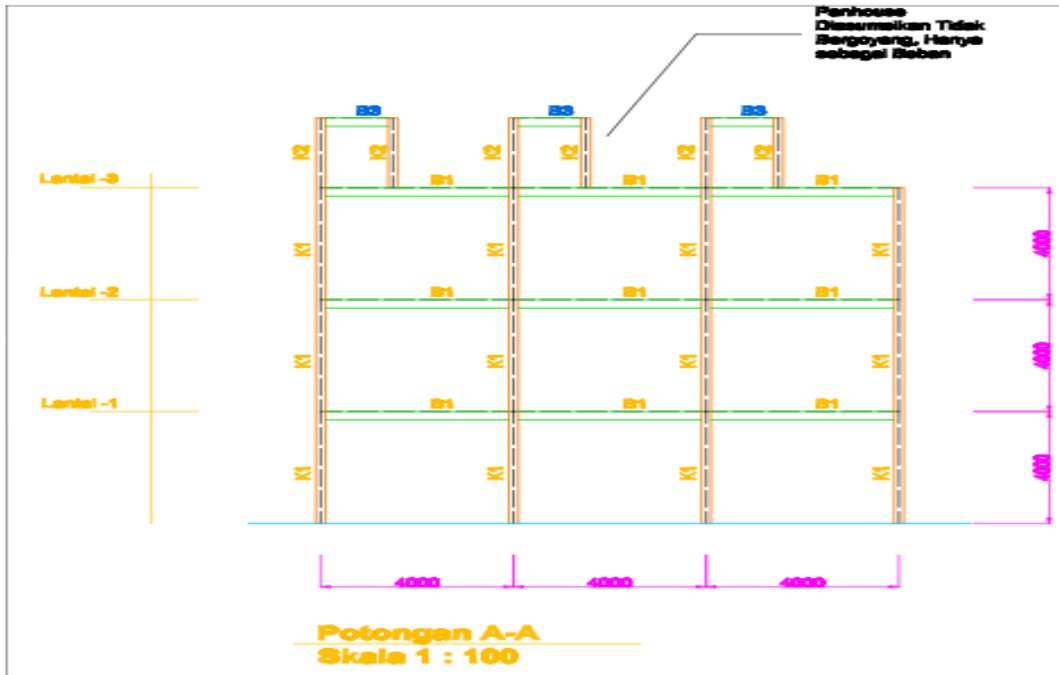 Penhouse
Diasumsikan Tidak
Bergoyang, Hanya
sebagai Beban
B3 B3 B3
K2 K2 K2 K2 K2 K2
Lantai -3
B1 B1 B1
K1 K1 K1 K1
4000
Lantai -2
B1 B1 B1
K1 K1 K1 K1
4000
Lantai -1
B1 B1 B1
K1 K1 K1 K1
4000
4000 4000 4000
Potongan A-A
Skala 1 : 100